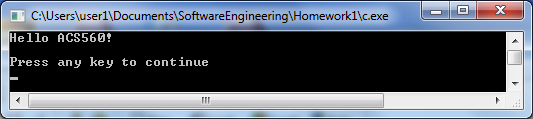 C:\Users\user1\Documents\SoftwareEngineering\Homework1\c.exe
Hello ACS560!
Press any key to continue